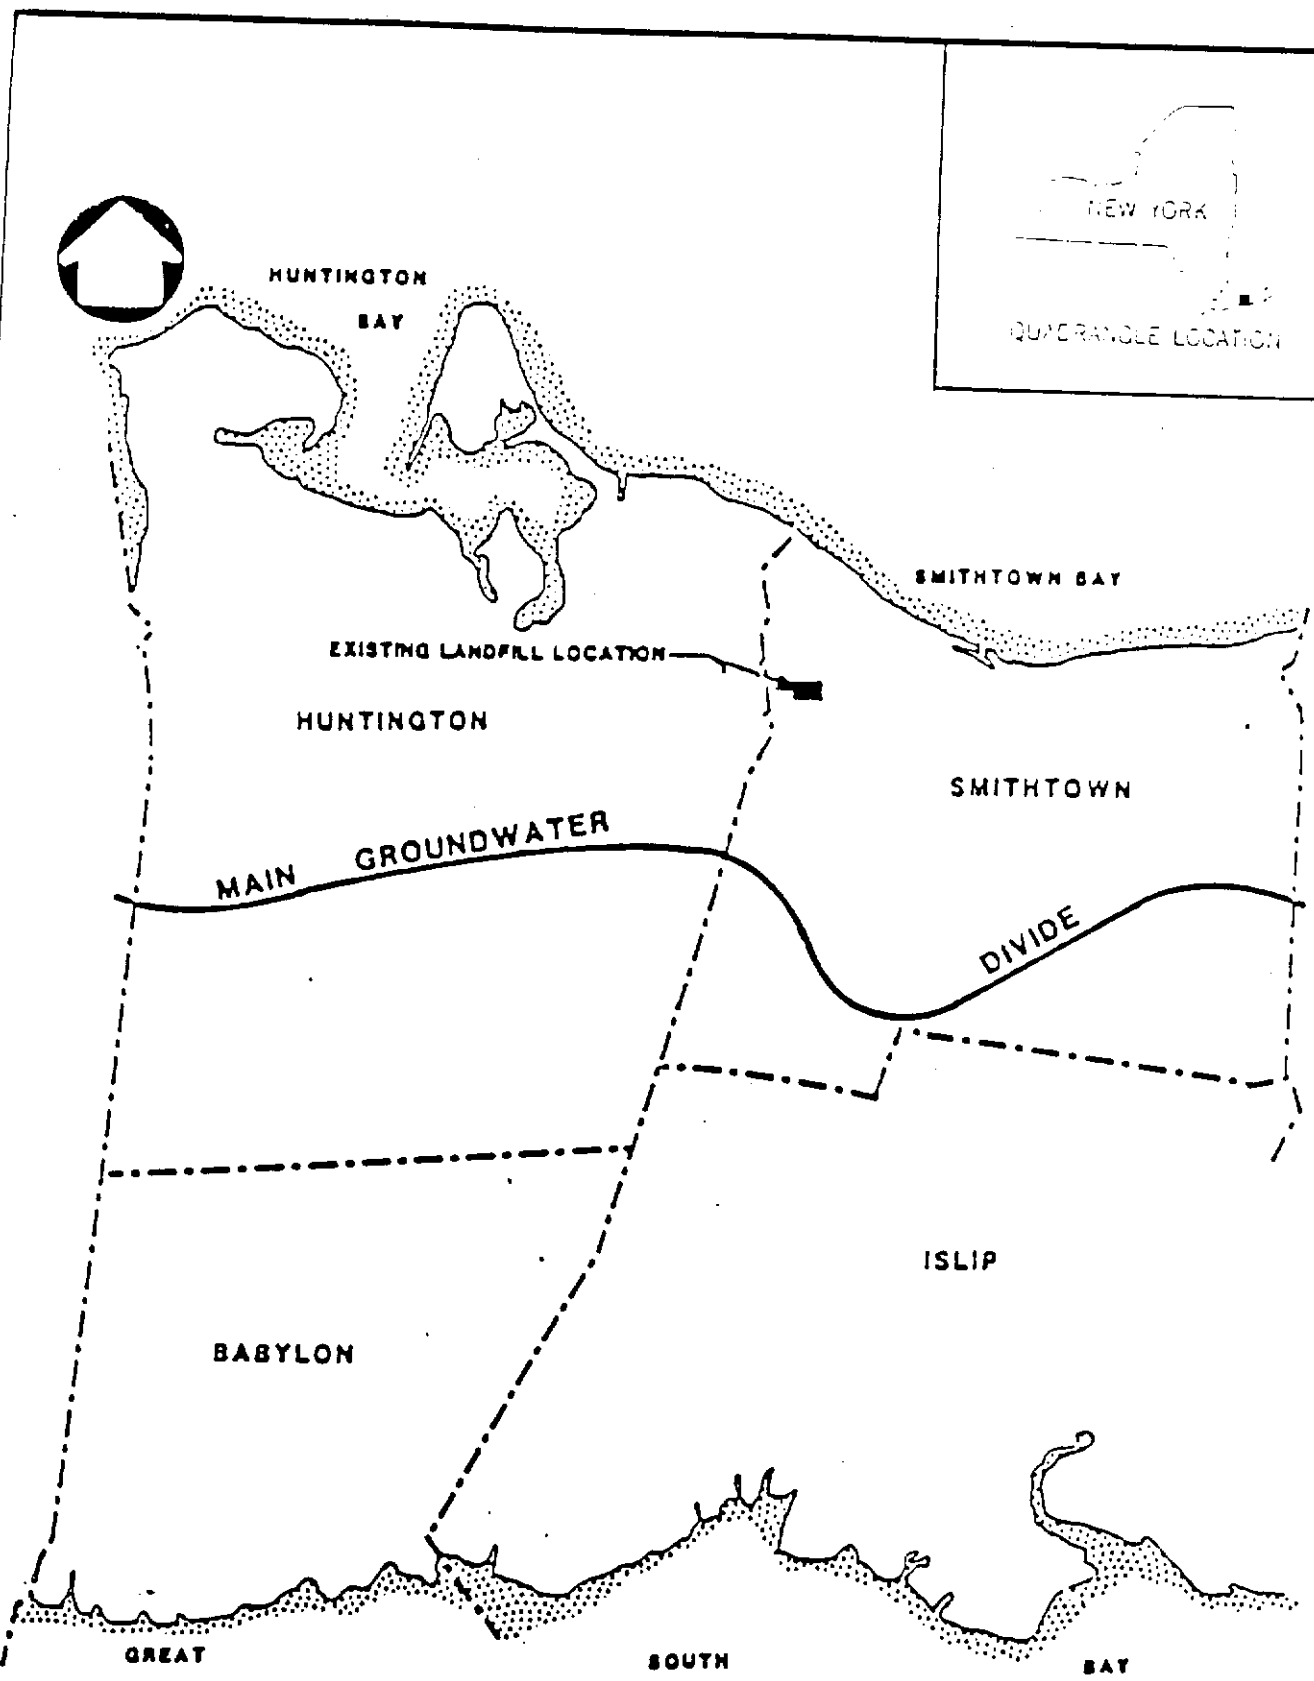 NEW YORK
QUADRANGLE LOCATION
HUNTINGTON
BAY
SMITHTOWN BAY
EXISTING LANDFILL LOCATION
HUNTINGTON
SMITHTOWN
MAIN GROUNDWATER
DIVIDE
ISLIP
BABYLON
GREAT SOUTH BAY